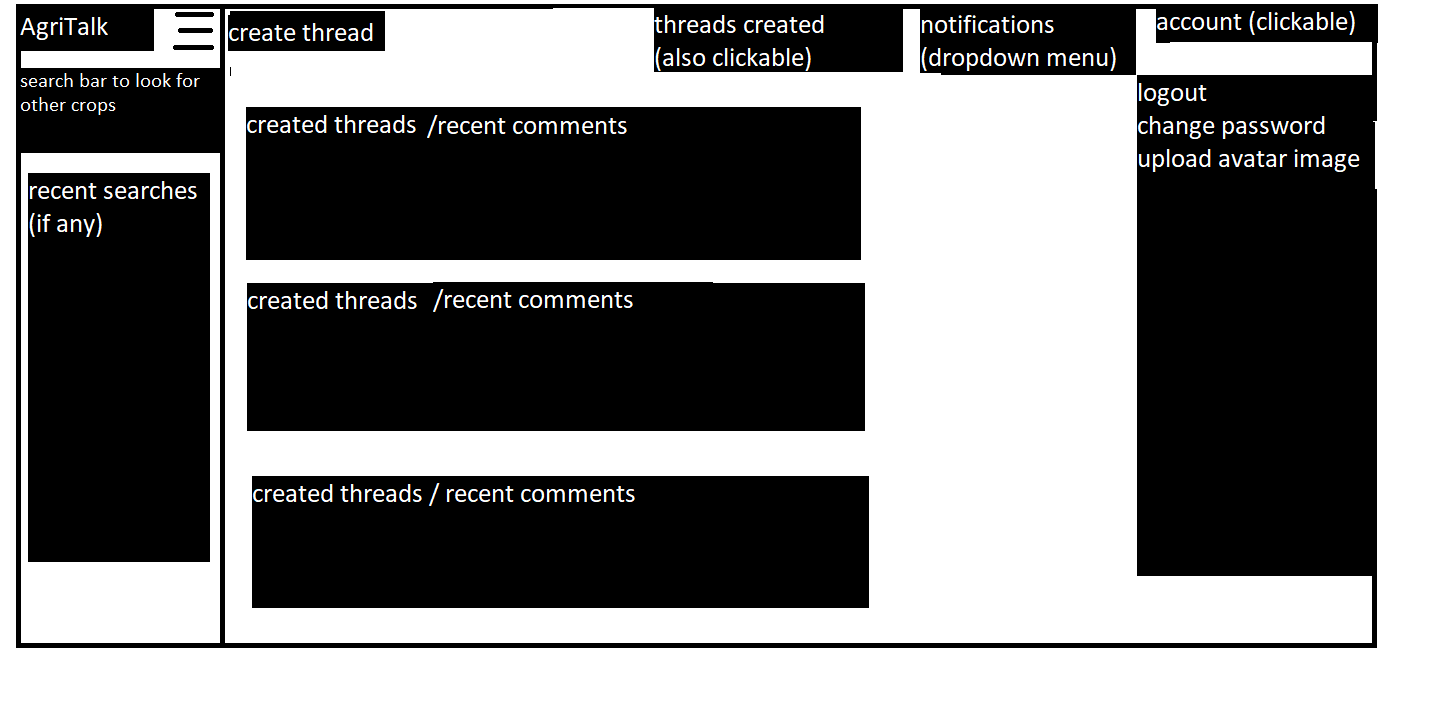 AgriTalk
create thread
threads created
(also clickable)
notifications
(dropdown menu)
account (clickable)
search bar to look for
other crops
logout
change password
upload avatar image
created threads /recent comments
recent searches
(if any)
created threads /recent comments
created threads / recent comments